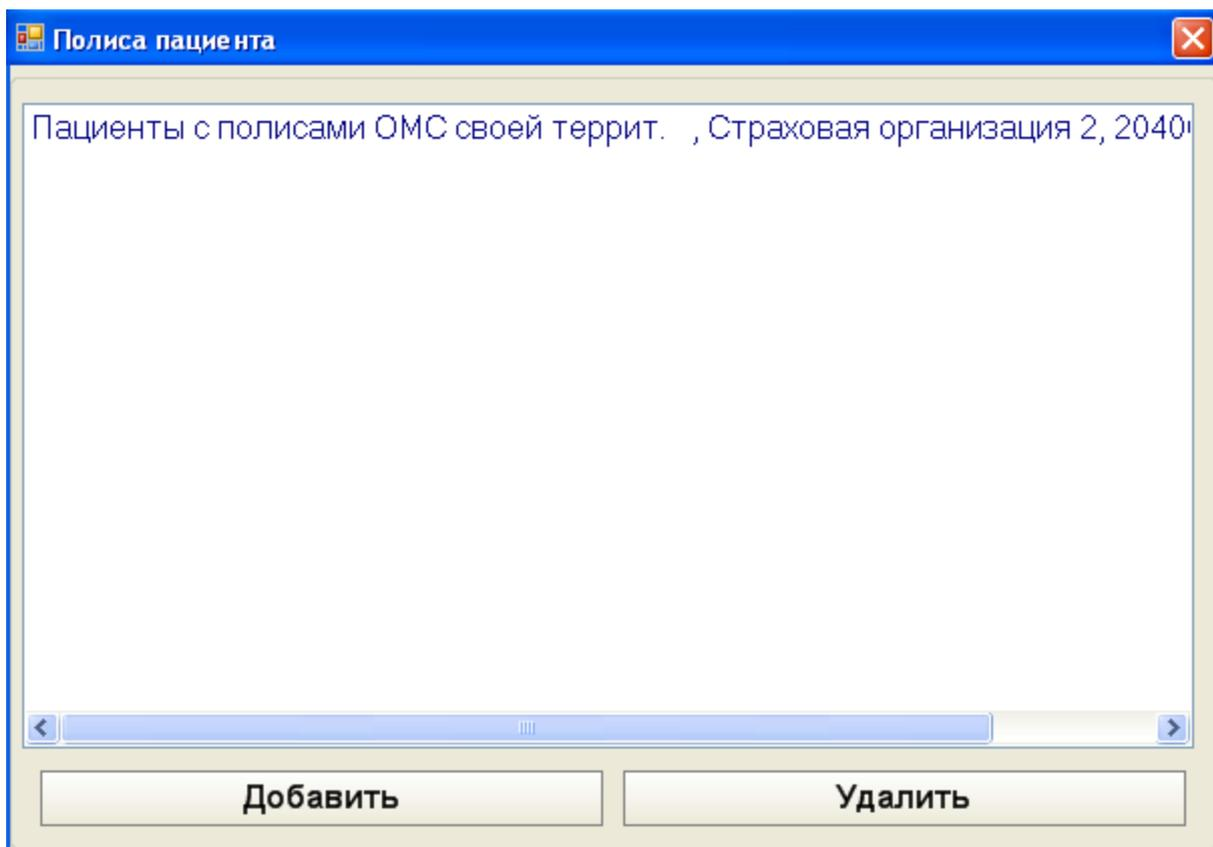 Полиса пациента
Пациенты с полисами ОМС своей террит. , Страховая организация 2, 2040
Добавить
Удалить